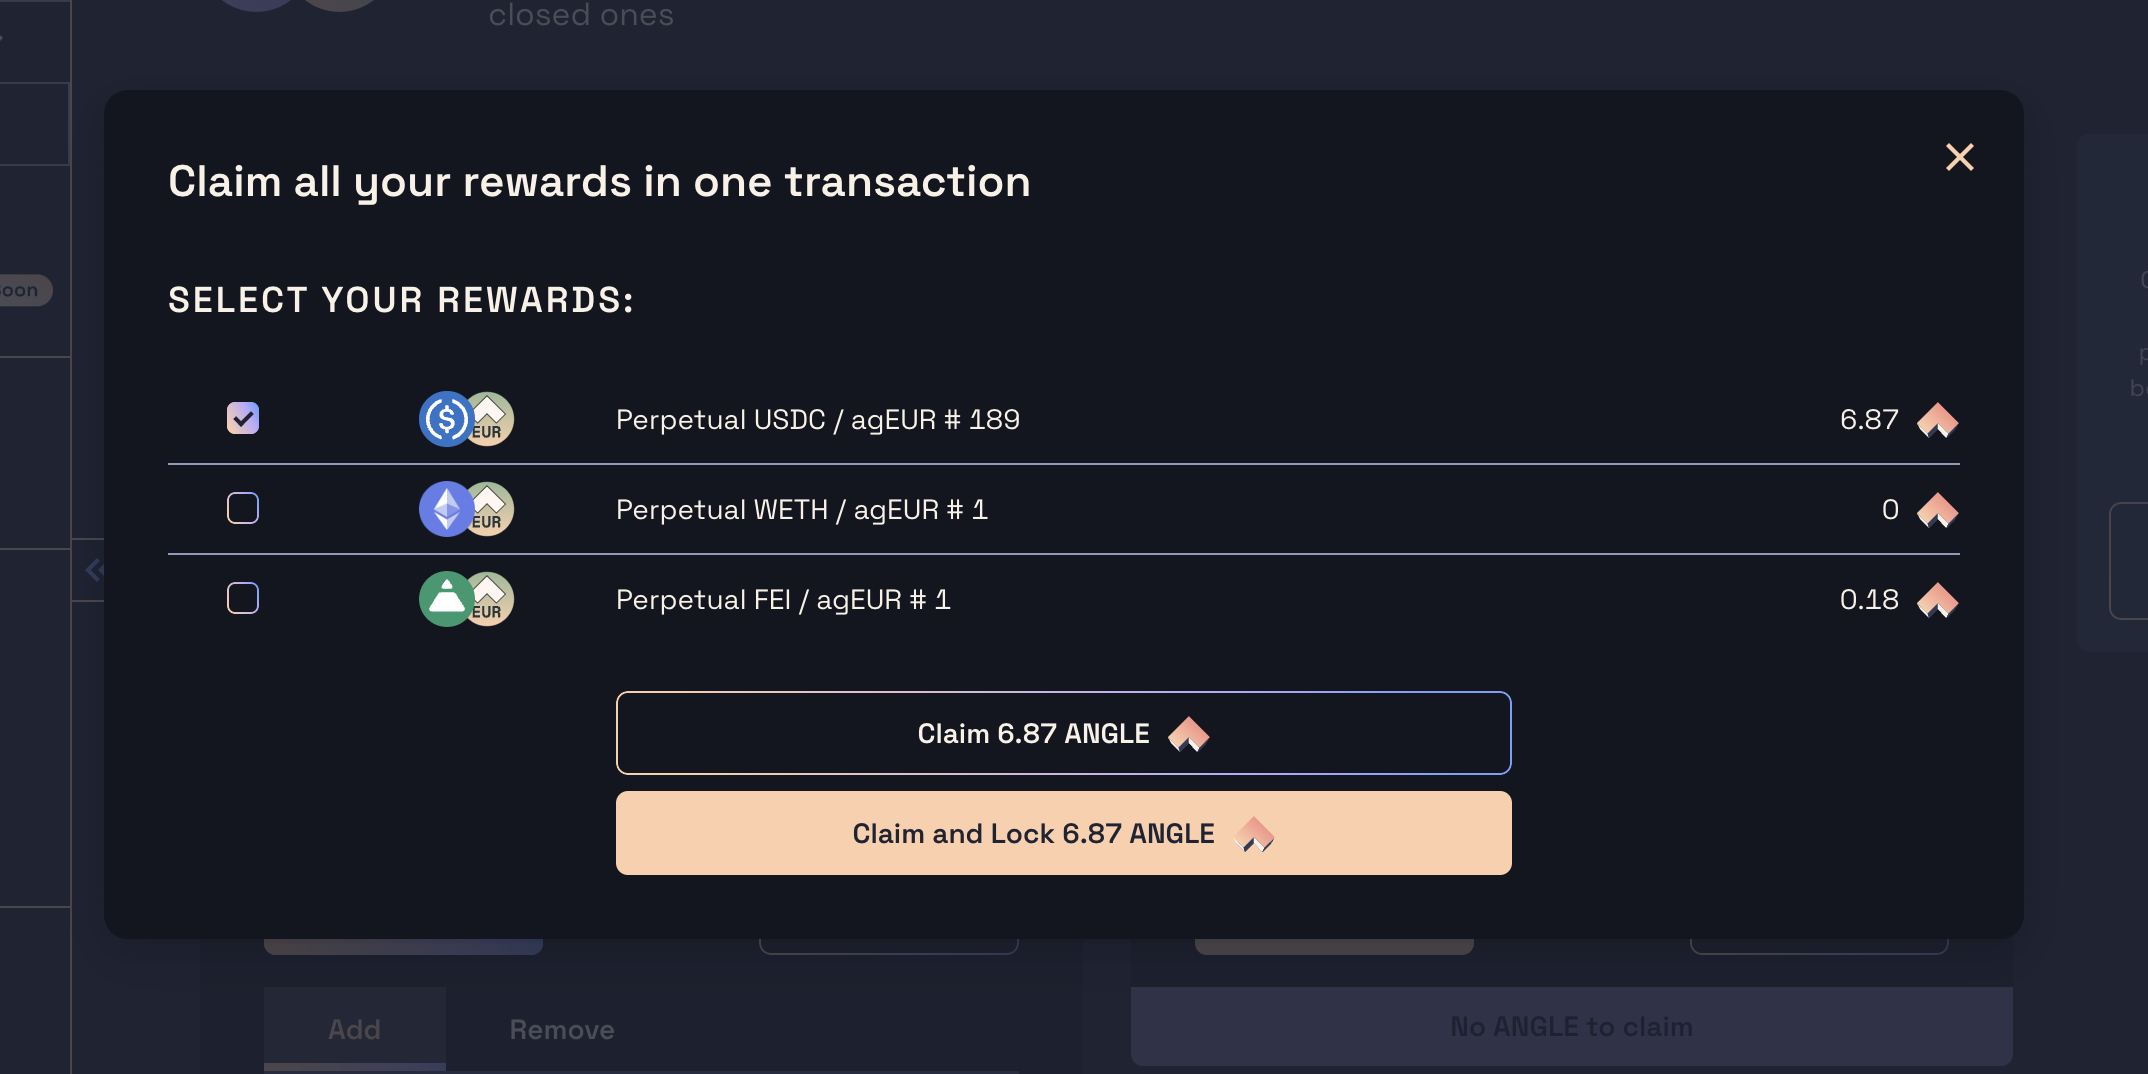 closed ones
Claim all your rewards in one transaction
SELECT YOUR REWARDS:
EUR
Perpetual USDC / agEUR # 189
6.87
EUR
Perpetual WETH / agEUR # 1
0
EUR
Perpetual FEI / agEUR # 1
0.18
Claim 6.87 ANGLE
Claim and Lock 6.87 ANGLE
Add
Remove
No ANGLE to claim